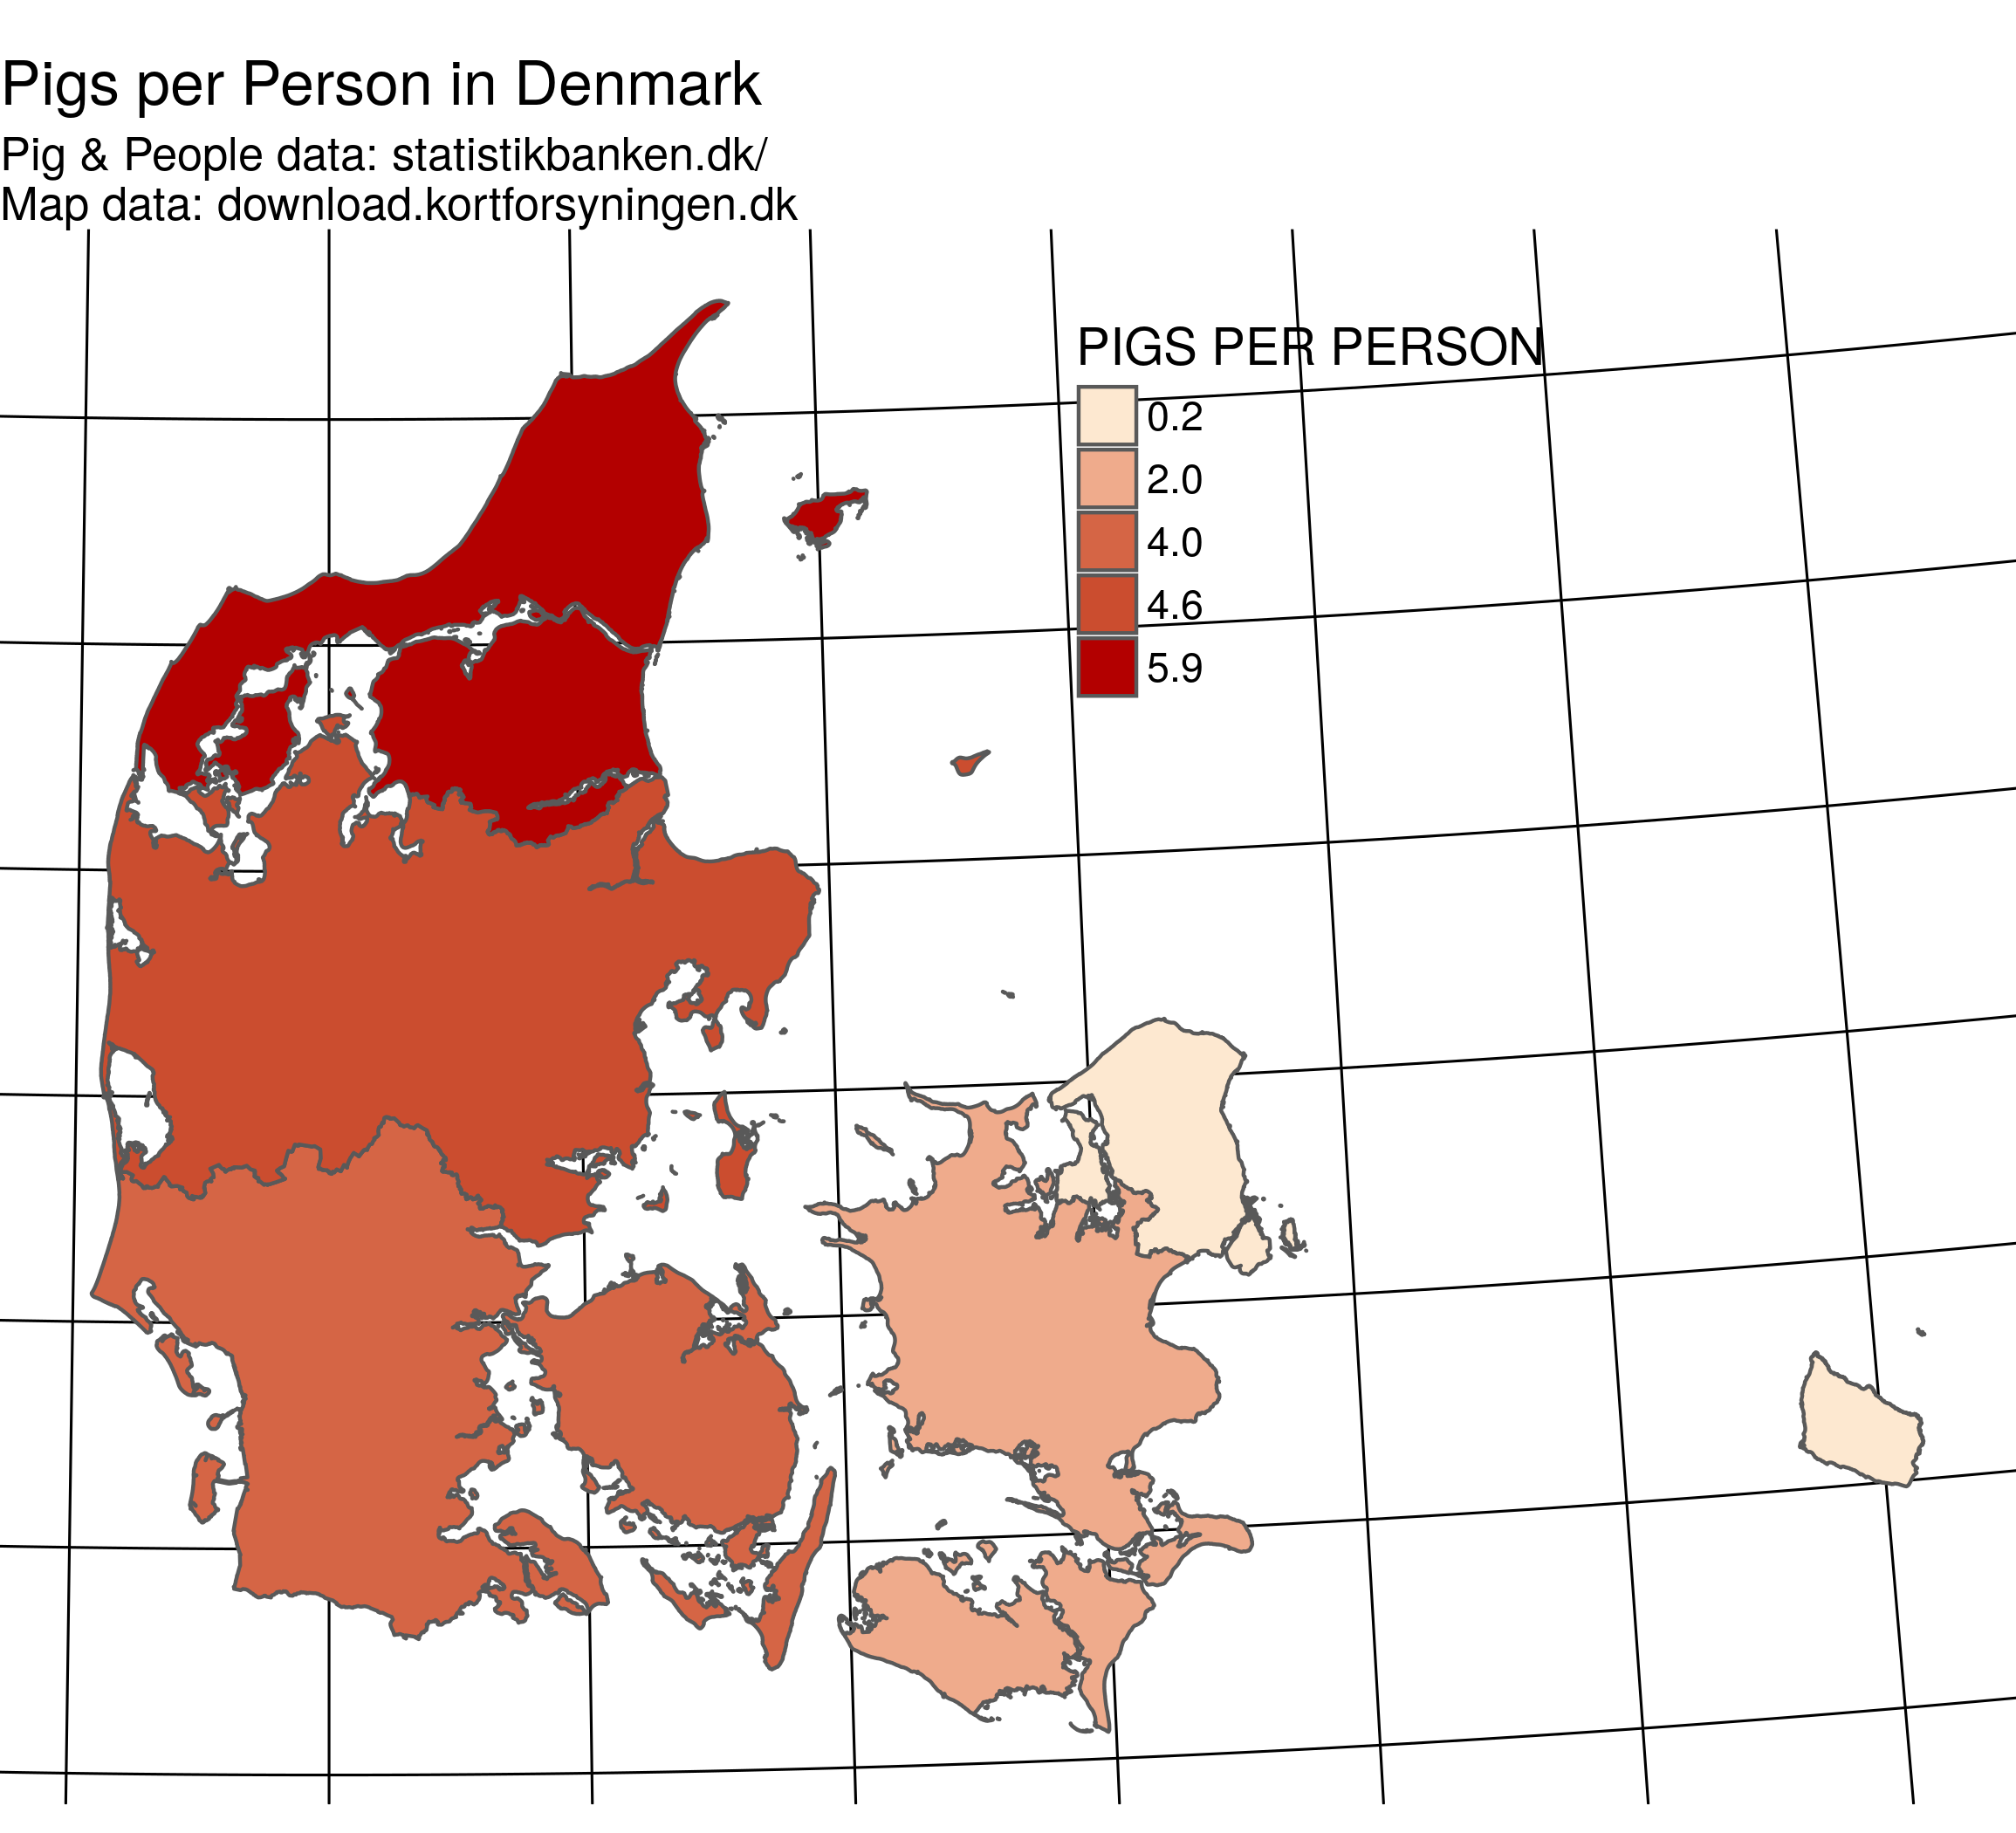 Pigs per Person in Denmark
Pig & People data: statistikbanken.dk/
Map data: download.kortforsyningen.dk
PIGS PER PERSON
0.2
2.0
4.0
4.6
5.9